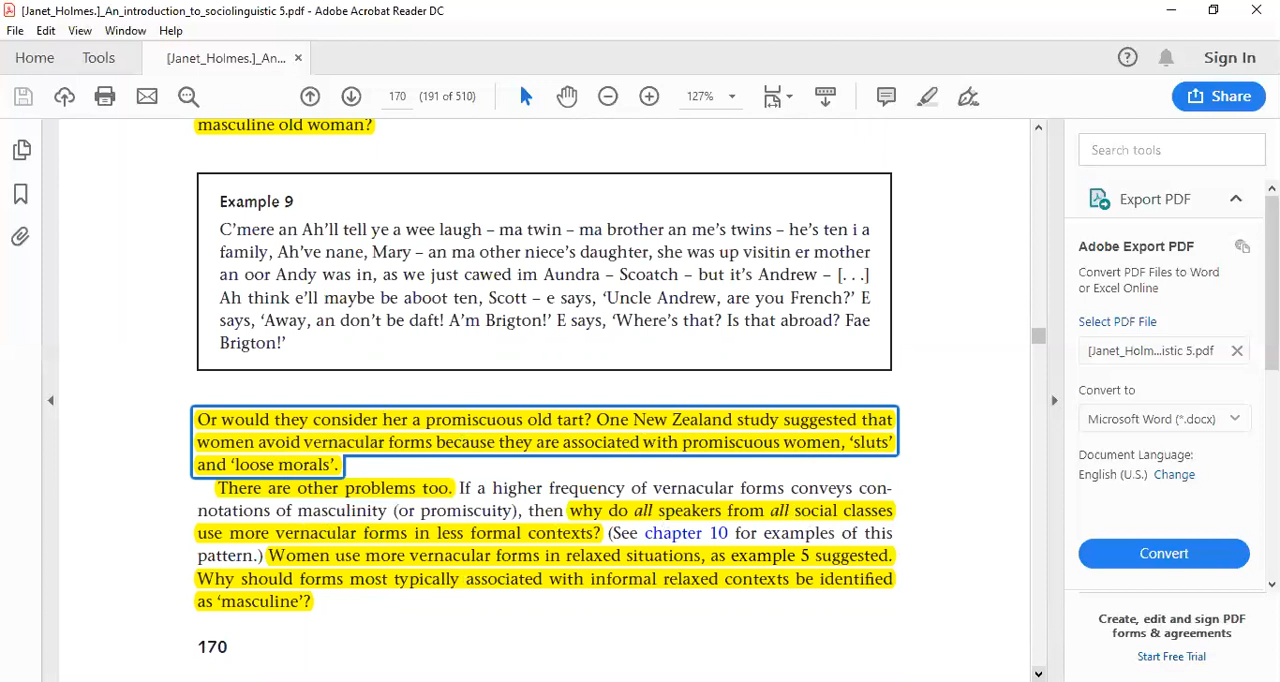 [Janet_Holmes.]_An_introduction_to_sociolinguistic 5.pdf - Adobe Acrobat Reader DC
File Edit View Window Help
Home Tools [Janet_Holmes.]_An... × Sign In
170 (191 of 510) 127% Share
masculine old woman?
Example 9
C’mere an Ah’ll tell ye a wee laugh – ma twin – ma brother an me’s twins – he’s ten i a
family, Ah’ve nane, Mary – an ma other niece’s daughter, she was up visitin er mother
an oor Andy was in, as we just cawed im Aundra – Scoatch – but it’s Andrew – [. . .]
Ah think e’ll maybe be aboot ten, Scott – e says, ‘Uncle Andrew, are you French?’ E
says, ‘Away, an don’t be daft! A’m Brigton!’ E says, ‘Where’s that? Is that abroad? Fae
Brigton!’
Or would they consider her a promiscuous old tart? One New Zealand study suggested that
women avoid vernacular forms because they are associated with promiscuous women, ‘sluts’
and ‘loose morals’.
There are other problems too. If a higher frequency of vernacular forms conveys con-
notations of masculinity (or promiscuity), then why do all speakers from all social classes
use more vernacular forms in less formal contexts? (See chapter 10 for examples of this
pattern.) Women use more vernacular forms in relaxed situations, as example 5 suggested.
Why should forms most typically associated with informal relaxed contexts be identified
as ‘masculine’?
170
Search tools
Export PDF
Adobe Export PDF
Convert PDF Files to Word
or Excel Online
Select PDF File
[Janet_Holm...istic 5.pdf
Convert to
Microsoft Word (*.docx)
Document Language:
English (U.S.) Change
Convert
Create, edit and sign PDF
forms & agreements
Start Free Trial